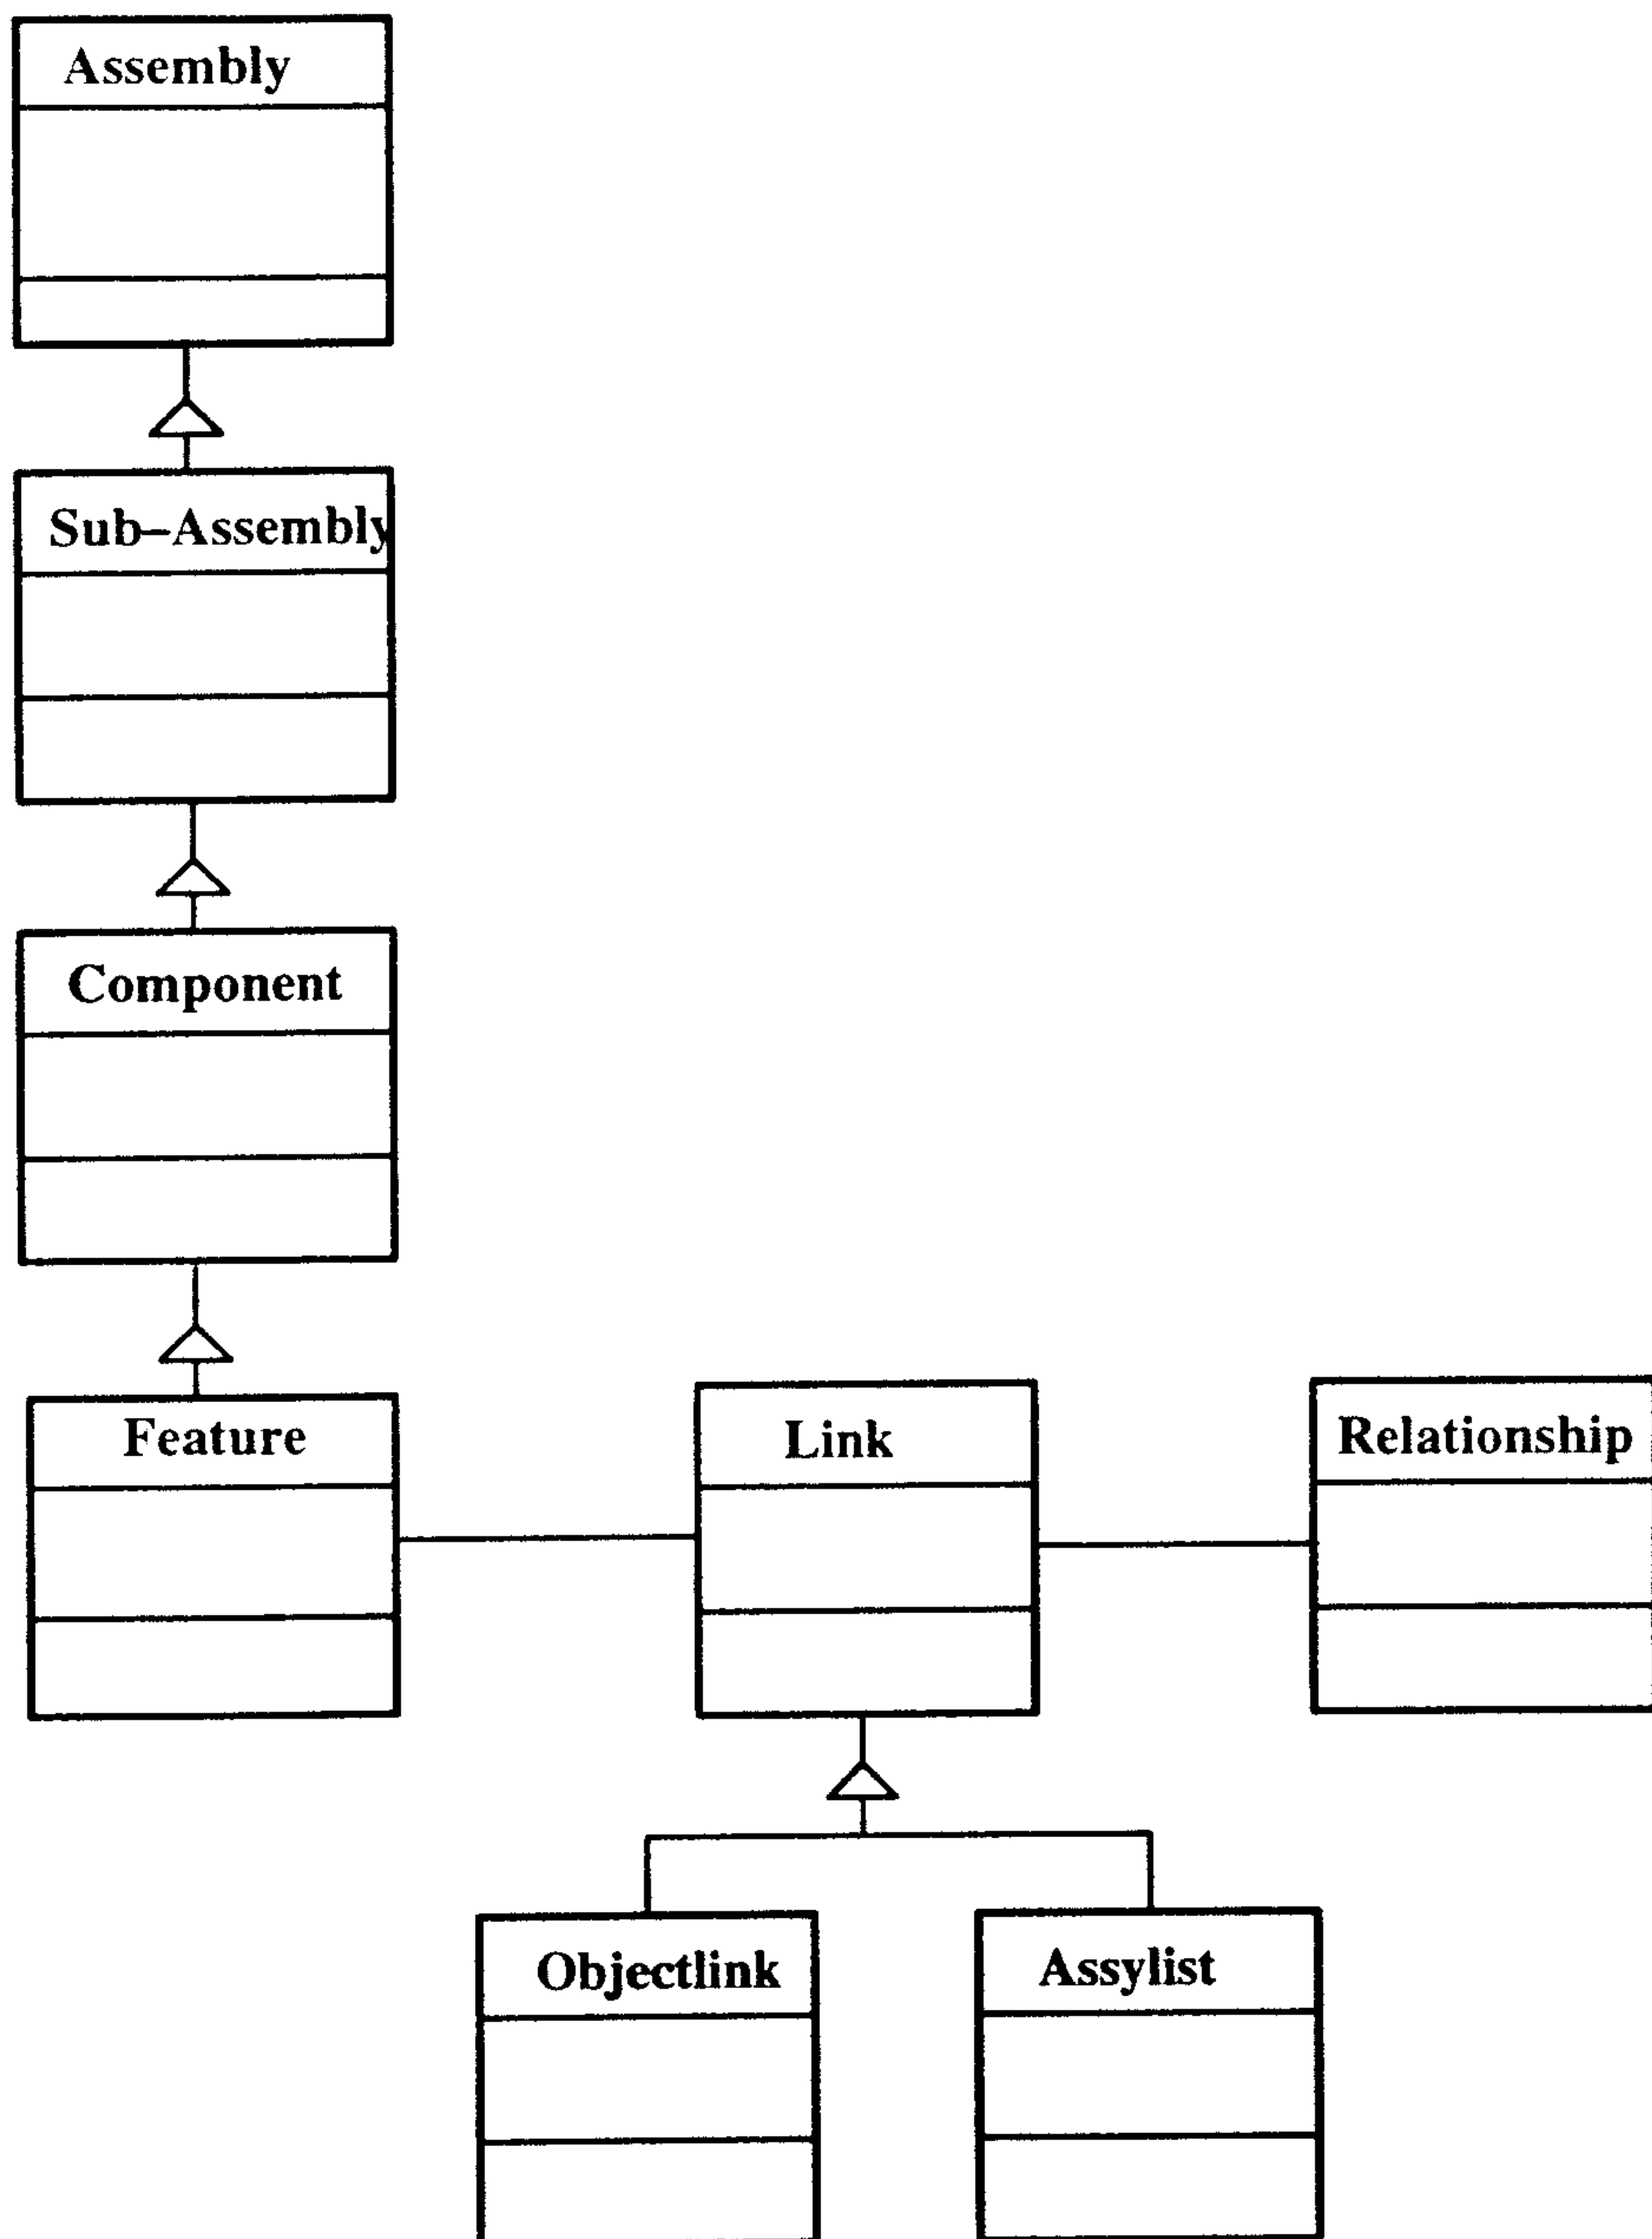 Assembly
Sub–Assembly
Component
Feature
Link
Relationship
Objectlink
Assylist